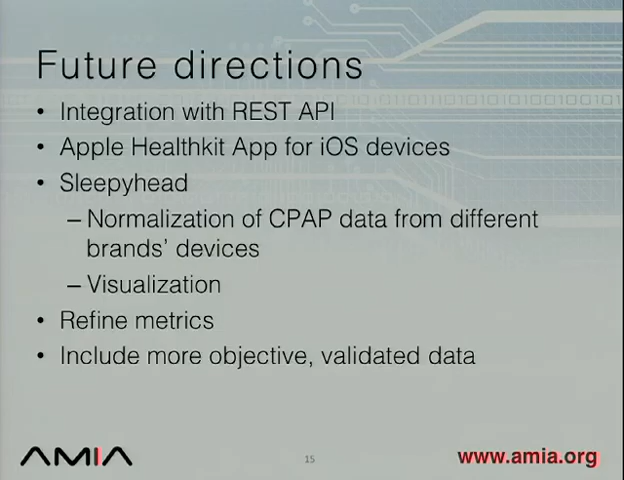 Future directions
• Integration with REST API
• Apple Healthkit App for iOS devices
• Sleepyhead
– Normalization of CPAP data from different
brands' devices
– Visualization
• Refine metrics
• Include more objective, validated data
AMIA
15
www.amia.org